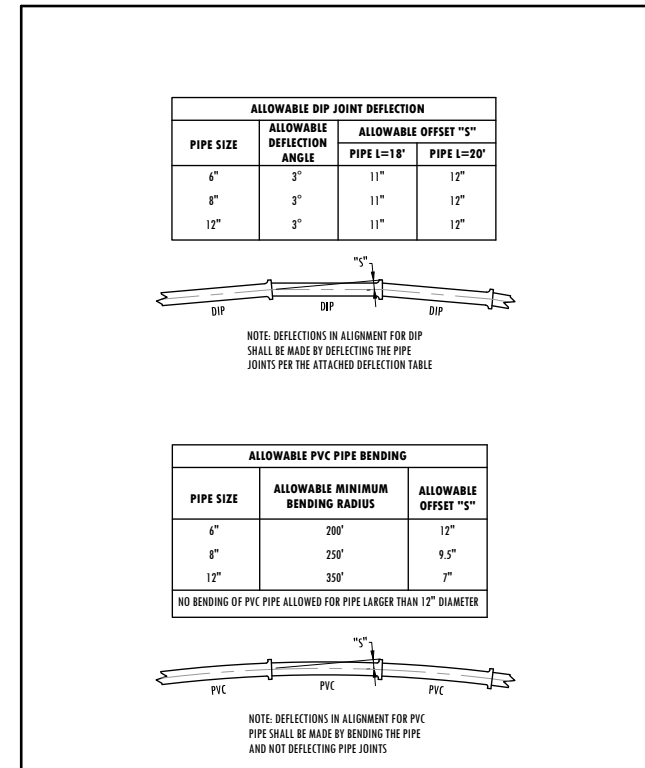 ALLOWABLE DIP JOINT DEFLECTION
PIPE SIZE ALLOWABLE DEFLECTION ANGLE ALLOWABLE OFFSET "S"
PIPE L=18' PIPE L=20'
6" 3° 11" 12"
8" 3° 11" 12"
12" 3° 11" 12"
"S"
DIP DIP DIP
NOTE: DEFLECTIONS IN ALIGNMENT FOR DIP
SHALL BE MADE BY DEFLECTING THE PIPE
JOINTS PER THE ATTACHED DEFLECTION TABLE
ALLOWABLE PVC PIPE BENDING
PIPE SIZE ALLOWABLE MINIMUM BENDING RADIUS ALLOWABLE OFFSET "S"
6" 200' 12"
8" 250' 9.5"
12" 350' 7"
NO BENDING OF PVC PIPE ALLOWED FOR PIPE LARGER THAN 12" DIAMETER
"S"
PVC PVC PVC
NOTE: DEFLECTIONS IN ALIGNMENT FOR PVC
PIPE SHALL BE MADE BY BENDING THE PIPE
AND NOT DEFLECTING PIPE JOINTS